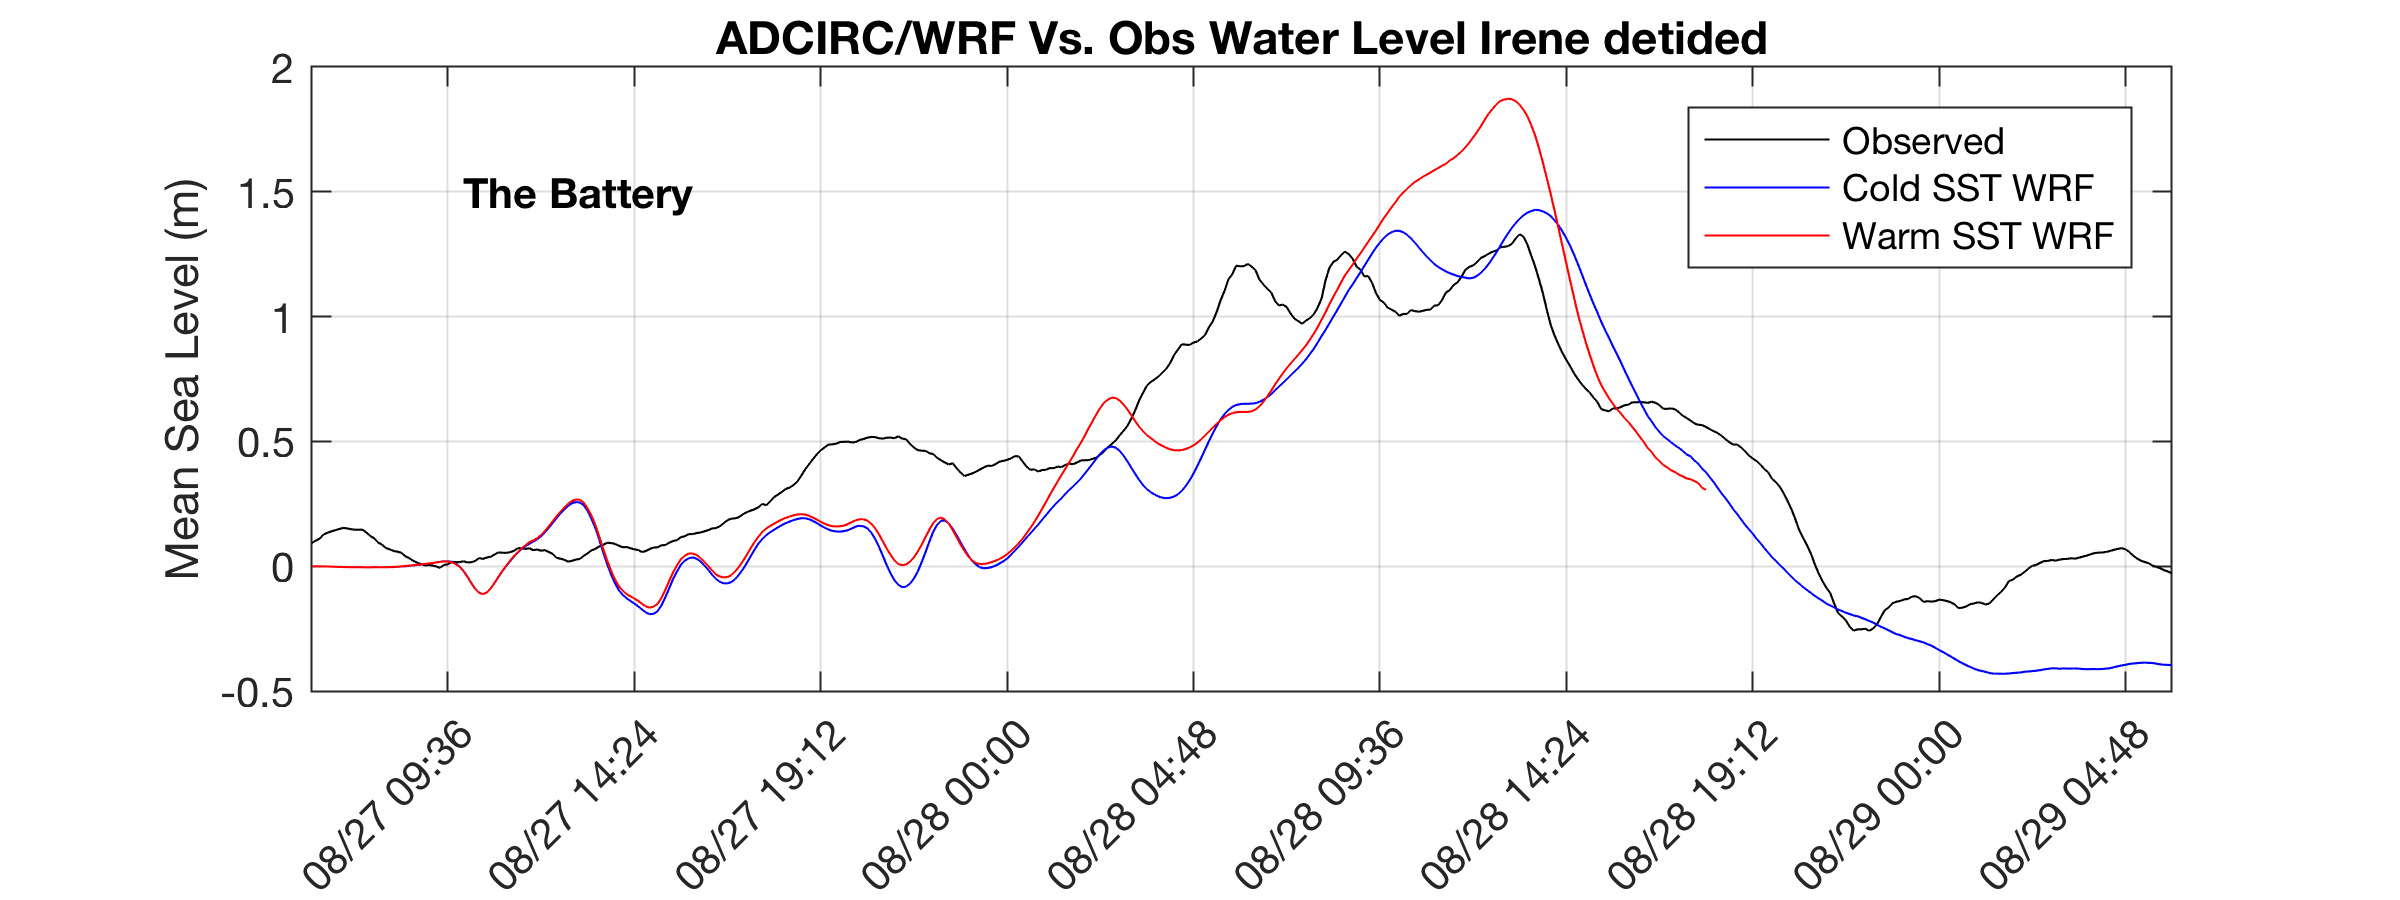 ADCIRC/WRF Vs. Obs Water Level Irene detided
Mean Sea Level (m)
2
1.5
1
0.5
0
-0.5
The Battery
Observed
Cold SST WRF
Warm SST WRF
08/27 09:36
08/27 14:24
08/27 19:12
08/28 00:00
08/28 04:48
08/28 09:36
08/28 14:24
08/28 19:12
08/29 00:00
08/29 04:48